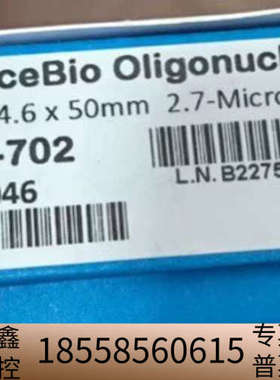 ceBio Oligonuc
4.6 x 50mm 2.7-Micro
-702
046
L.N. B2275
鑫
控
18558560615
专
普